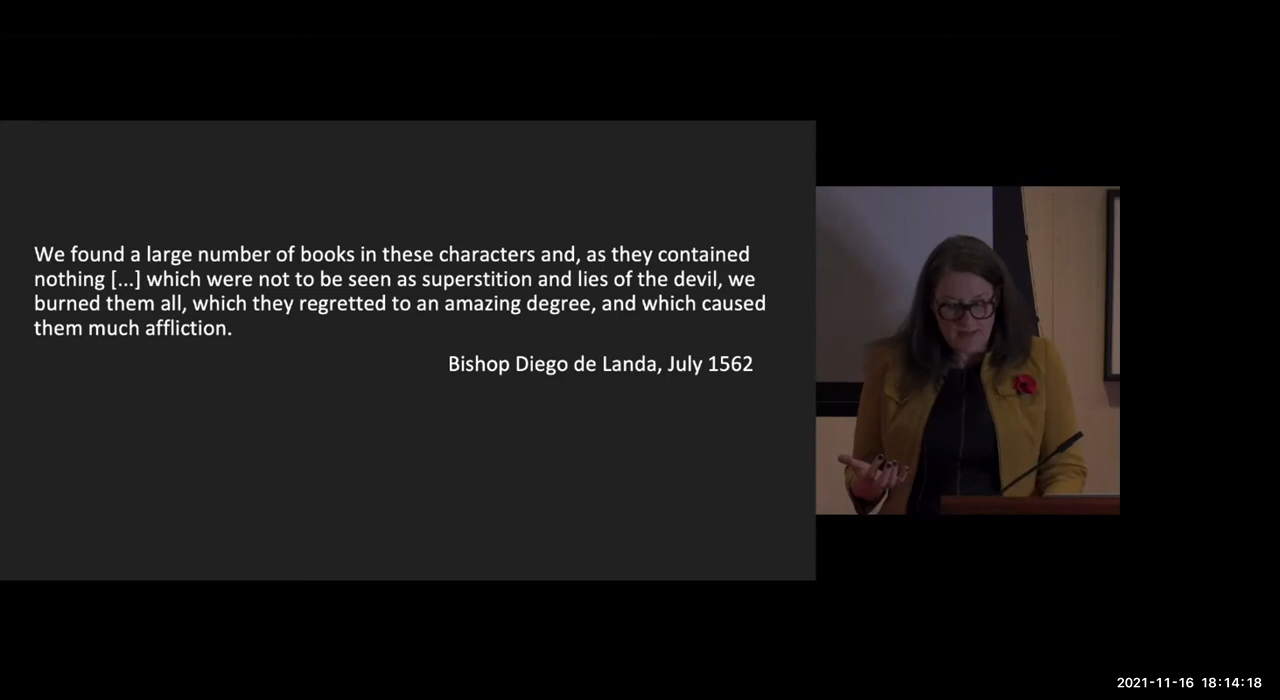 We found a large number of books in these characters and, as they contained
nothing [...] which were not to be seen as superstition and lies of the devil, we
burned them all, which they regretted to an amazing degree, and which caused
them much affliction.
Bishop Diego de Landa, July 1562
2021-11-16 18:14:18